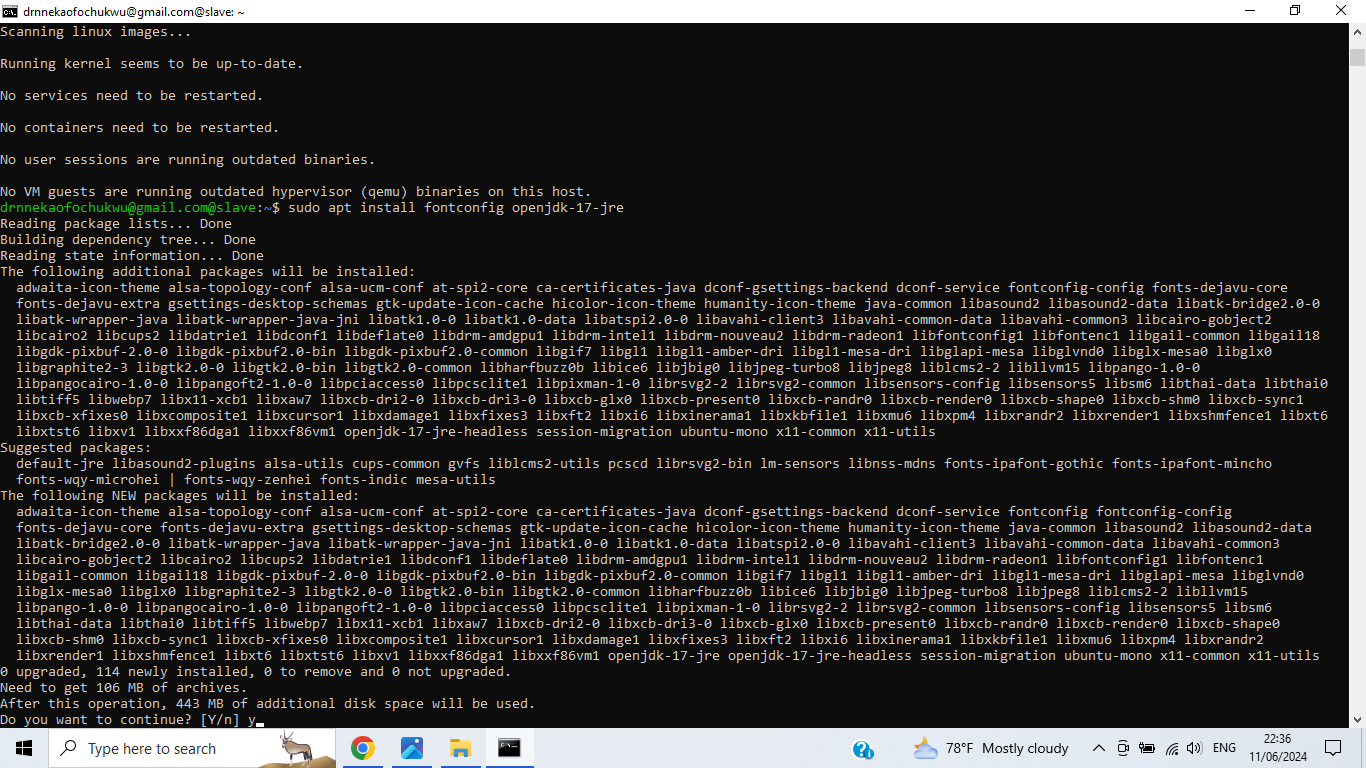 drnnekaofochukwu@gmail.com@slave: ~
Scanning linux images...
Running kernel seems to be up-to-date.
No services need to be restarted.
No containers need to be restarted.
No user sessions are running outdated binaries.
No VM guests are running outdated hypervisor (qemu) binaries on this host.
drnnekaofochukwu@gmail.com@slave:~$ sudo apt install fontconfig openjdk-17-jre
Reading package lists... Done
Building dependency tree... Done
Reading state information... Done
The following additional packages will be installed:
adwaita-icon-theme alsa-topology-conf alsa-ucm-conf at-spi2-core ca-certificates-java dconf-gsettings-backend dconf-service fontconfig-config fonts-dejavu-core
fonts-dejavu-extra gsettings-desktop-schemas gtk-update-icon-cache hicolor-icon-theme humanity-icon-theme java-common libasound2 libasound2-data libatk-bridge2.0-0
libatk-wrapper-java libatk-wrapper-java-jni libatk1.0-0 libatk1.0-data libatspi2.0-0 libavahi-client3 libavahi-common-data libavahi-common3 libcairo-gobject2
libcairo2 libcups2 libdatrie1 libdconf1 libdeflate0 libdrm-amdgpu1 libdrm-intel1 libdrm-nouveau2 libdrm-radeon1 libfontconfig1 libfontenc1 libgail-common libgail18
libgdk-pixbuf-2.0-0 libgdk-pixbuf2.0-bin libgdk-pixbuf2.0-common libgif7 libgl1 libgl1-amber-dri libgl1-mesa-dri libglapi-mesa libglvnd0 libglx-mesa0 libglx0
libgraphite2-3 libgtk2.0-0 libgtk2.0-bin libgtk2.0-common libharfbuzz0b libice6 libjbig0 libjpeg-turbo8 libjpeg8 liblcms2-2 libllvm15 libpango-1.0-0
libpangocairo-1.0-0 libpangoft2-1.0-0 libpciaccess0 libpcsclite1 libpixman-1-0 librsvg2-2 librsvg2-common libsensors-config libsensors5 libsm6 libthai-data libthai0
libtiff5 libwebp7 libx11-xcb1 libxaw7 libxcb-dri2-0 libxcb-dri3-0 libxcb-glx0 libxcb-present0 libxcb-randr0 libxcb-render0 libxcb-shape0 libxcb-shm0 libxcb-sync1
libxcb-xfixes0 libxcomposite1 libxcursor1 libxdamage1 libxfixes3 libxft2 libxi6 libxinerama1 libxkbfile1 libxmu6 libxpm4 libxrandr2 libxrender1 libxshmfence1 libxt6
libxtst6 libxv1 libxxf86dga1 libxxf86vm1 openjdk-17-jre-headless session-migration ubuntu-mono x11-common x11-utils
Suggested packages:
default-jre libasound2-plugins alsa-utils cups-common gvfs liblcms2-utils pcscd librsvg2-bin lm-sensors libnss-mdns fonts-ipafont-gothic fonts-ipafont-mincho
fonts-wqy-microhei | fonts-wqy-zenhei fonts-indic mesa-utils
The following NEW packages will be installed:
adwaita-icon-theme alsa-topology-conf alsa-ucm-conf at-spi2-core ca-certificates-java dconf-gsettings-backend dconf-service fontconfig fontconfig-config
fonts-dejavu-core fonts-dejavu-extra gsettings-desktop-schemas gtk-update-icon-cache hicolor-icon-theme humanity-icon-theme java-common libasound2 libasound2-data
libatk-bridge2.0-0 libatk-wrapper-java libatk-wrapper-java-jni libatk1.0-0 libatk1.0-data libatspi2.0-0 libavahi-client3 libavahi-common-data libavahi-common3
libcairo-gobject2 libcairo2 libcups2 libdatrie1 libdconf1 libdeflate0 libdrm-amdgpu1 libdrm-intel1 libdrm-nouveau2 libdrm-radeon1 libfontconfig1 libfontenc1
libgail-common libgail18 libgdk-pixbuf-2.0-0 libgdk-pixbuf2.0-bin libgdk-pixbuf2.0-common libgif7 libgl1 libgl1-amber-dri libgl1-mesa-dri libglapi-mesa libglvnd0
libglx-mesa0 libglx0 libgraphite2-3 libgtk2.0-0 libgtk2.0-bin libgtk2.0-common libharfbuzz0b libice6 libjbig0 libjpeg-turbo8 libjpeg8 liblcms2-2 libllvm15
libpango-1.0-0 libpangocairo-1.0-0 libpangoft2-1.0-0 libpciaccess0 libpcsclite1 libpixman-1-0 librsvg2-2 librsvg2-common libsensors-config libsensors5 libsm6
libthai-data libthai0 libtiff5 libwebp7 libx11-xcb1 libxaw7 libxcb-dri2-0 libxcb-dri3-0 libxcb-glx0 libxcb-present0 libxcb-randr0 libxcb-render0 libxcb-shape0
libxcb-shm0 libxcb-sync1 libxcb-xfixes0 libxcomposite1 libxcursor1 libxdamage1 libxfixes3 libxft2 libxi6 libxinerama1 libxkbfile1 libxmu6 libxpm4 libxrandr2
libxrender1 libxshmfence1 libxt6 libxtst6 libxv1 libxxf86dga1 libxxf86vm1 openjdk-17-jre openjdk-17-jre-headless session-migration ubuntu-mono x11-common x11-utils
0 upgraded, 114 newly installed, 0 to remove and 0 not upgraded.
Need to get 106 MB of archives.
After this operation, 443 MB of additional disk space will be used.
Do you want to continue? [Y/n] y
Type here to search
78°F Mostly cloudy
ENG
22:36
11/06/2024